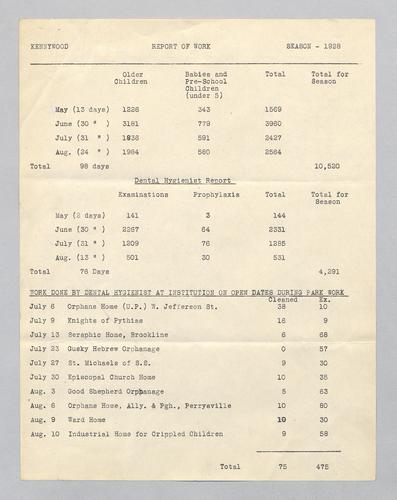 KENNYWOOD REPORT OF WORK SEASON - 1928
Older Babies and Total Total for
Children Pre-School Season
Children
(under 5)
May (13 days) 1226 343 1569
June (30 " ) 3181 779 3960
July (31 " ) 1836 591 2427
Aug. (24 " ) 1984 580 2564
Total 98 days 10,520
Dental Hygienist Report
Examinations Prophylaxis Total Total for
Season
May (2 days) 141 3 144
June (30 " ) 2267 64 2331
July (31 " ) 1209 76 1285
Aug. (13 " ) 501 30 531
Total 76 Days 4,291
WORK DONE BY DENTAL HYGIENIST AT INSTITUTION ON OPEN DATES DURING PARK WORK
Cleaned Ex.
July 6 Orphans Home (U.P.) W. Jefferson St. 38 10
July 9 Knights of Pythias 16 9
July 13 Seraphic Home, Brookline 6 68
July 23 Gusky Hebrew Orphanage 0 57
July 27 St. Michaels of S.S. 9 30
July 30 Episcopal Church Home 10 35
Aug. 3 Good Shepherd Orphanage 5 63
Aug. 6 Orphans Home, Ally. & Pgh., Perrysville 10 80
Aug. 9 Ward Home 10 30
Aug. 10 Industrial Home for Crippled Children 9 58
Total 75 475